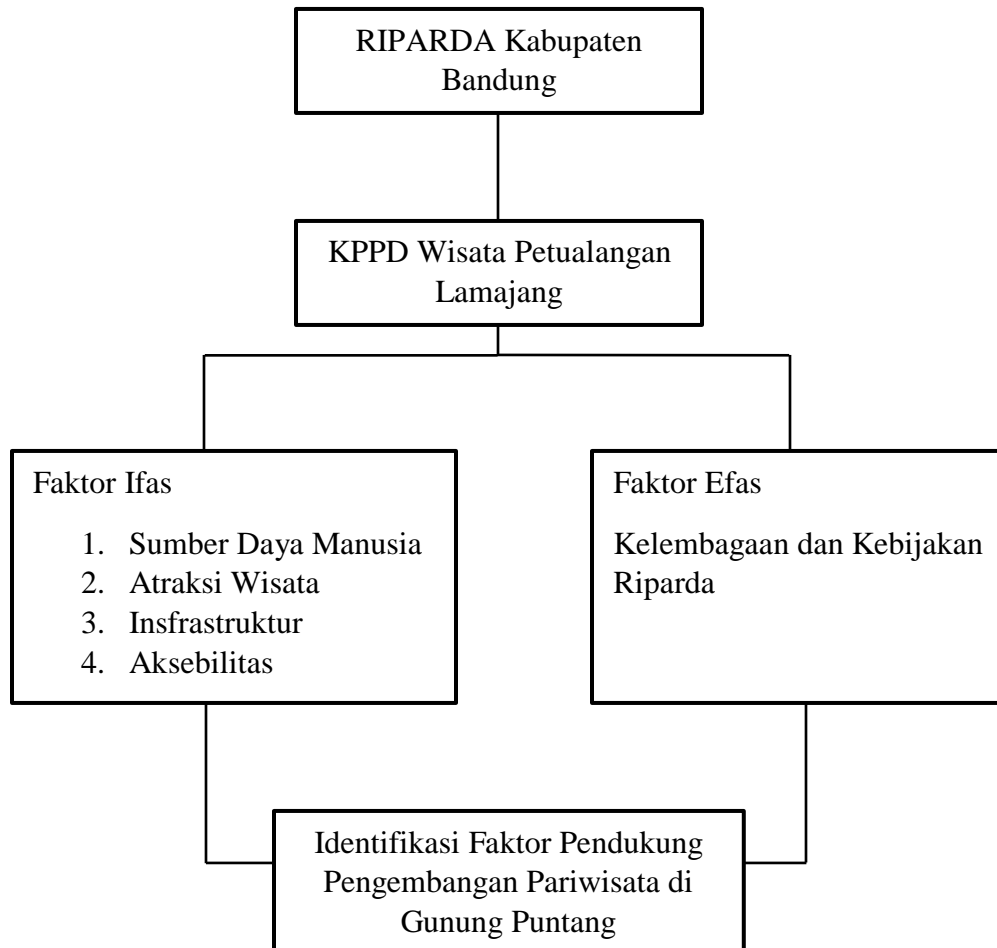 RIPARDA Kabupaten
Bandung
KPPD Wisata Petualangan
Lamajang
Faktor Ifas
1. Sumber Daya Manusia
2. Atraksi Wisata
3. Insfrastruktur
4. Aksebilitas
Faktor Efas
Kelembagaan dan Kebijakan
Riparda
Identifikasi Faktor Pendukung
Pengembangan Pariwisata di
Gunung Puntang